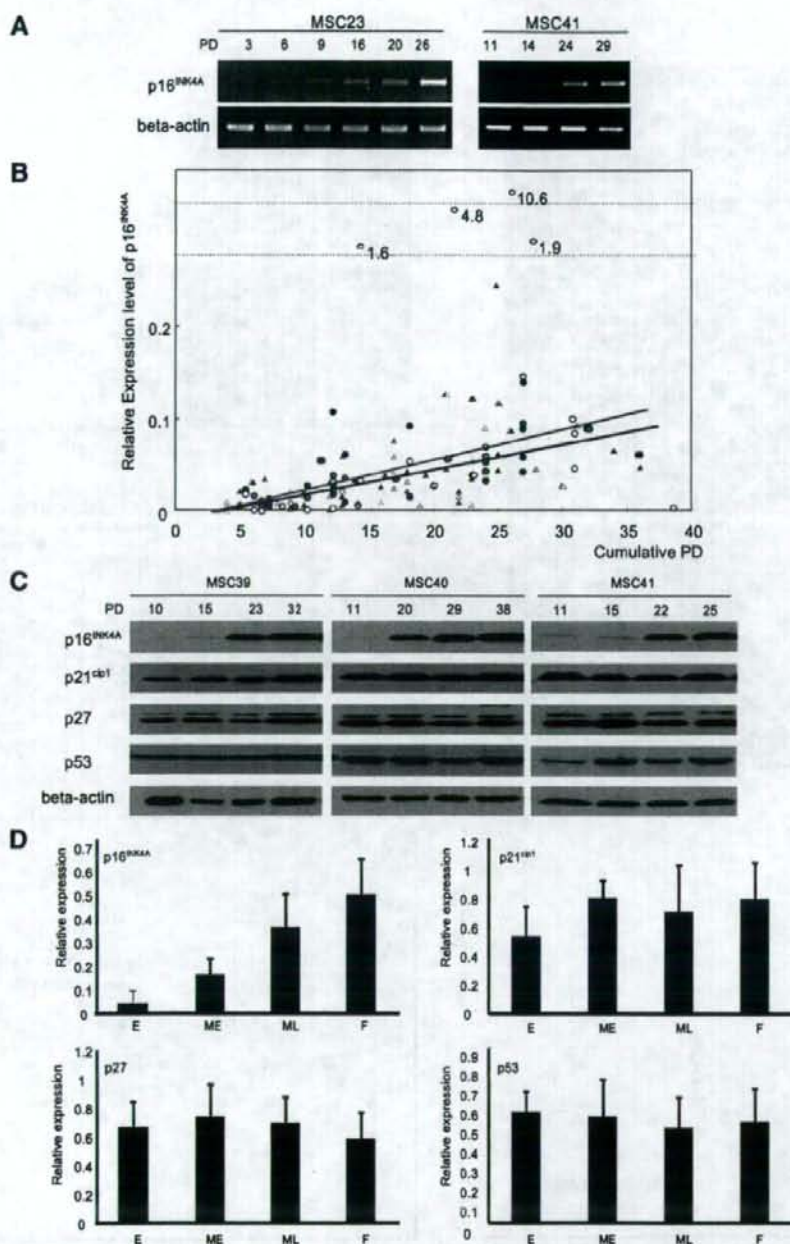 A
MSC23 MSC41
PD 3 6 9 16 20 26 11 14 24 29
p16INK4A
beta-actin
B
Relative Expression level of p16INK4A
10.6
4.8
1.6
1.9
0.2
0.1
0
0 5 10 15 20 25 30 35 40
Cumulative PD
C
MSC39 MSC40 MSC41
PD 10 15 23 32 11 20 29 38 11 15 22 25
p16INK4A
p21cip1
p27
p53
beta-actin
D
p16INK4A
Relative expression
0.7
0.6
0.5
0.4
0.3
0.2
0.1
0
E ME ML F
p21
Relative expression
1.2
1
0.8
0.6
0.4
0.2
0
E ME ML F
p27
Relative expression
1.2
1
0.8
0.6
0.4
0.2
0
E ME ML F
p53
Relative expression
0.9
0.8
0.7
0.6
0.5
0.4
0.3
0.2
0.1
0
E ME ML F